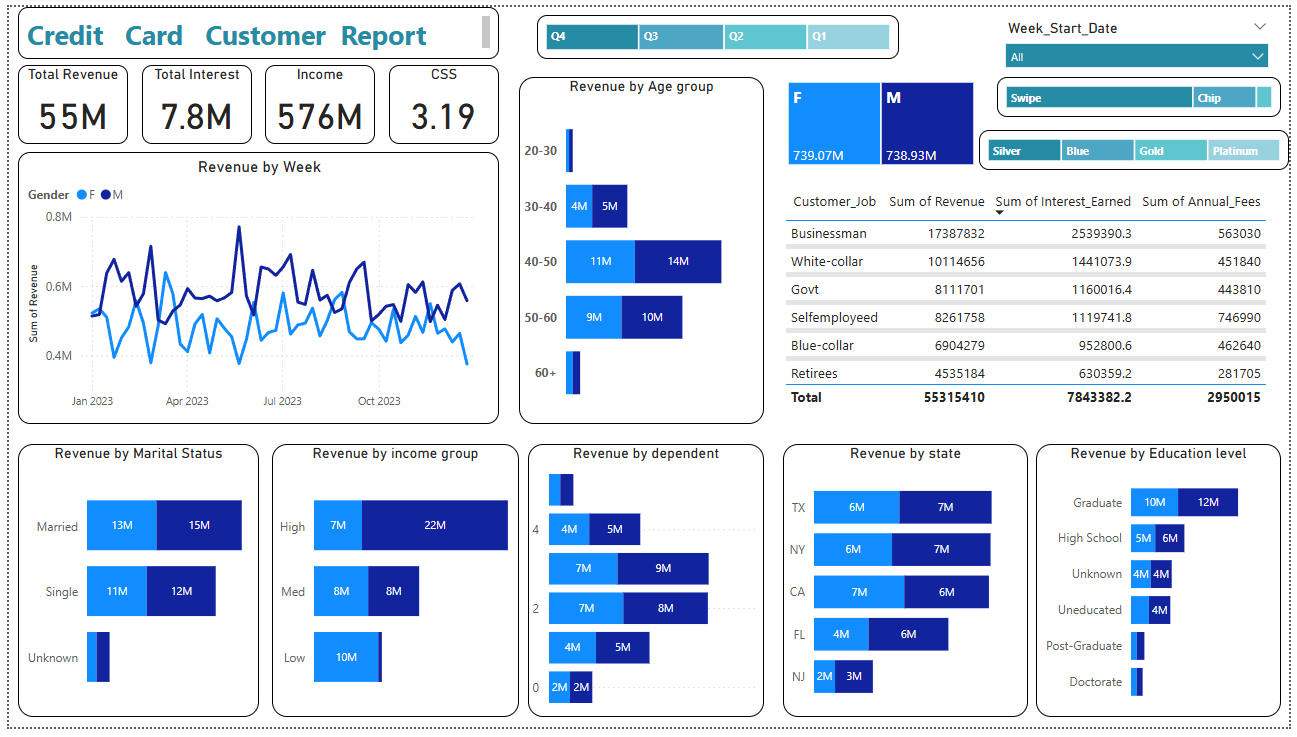 Credit Card Customer Report
Q4 Q3 Q2 Q1
Week_Start_Date
All
Swipe Chip
Silver Blue Gold Platinum
Total Revenue
55M
Total Interest
7.8M
Income
576M
CSS
3.19
Revenue by Week
Gender F M
Sum of Revenue
0.8M
0.6M
0.4M
Jan 2023 Apr 2023 Jul 2023 Oct 2023
Revenue by Age group
20-30
30-40 4M 5M
40-50 11M 14M
50-60 9M 10M
60+
F
739.07M
M
738.93M
Customer_Job Sum of Revenue Sum of Interest_Earned Sum of Annual_Fees
Businessman 17387832 2539390.3 563030
White-collar 10114656 1441073.9 451840
Govt 8111701 1160016.4 443810
Selfemployeed 8261758 1119741.8 746990
Blue-collar 6904279 952800.6 462640
Retirees 4535184 630359.2 281705
Total 55315410 7843382.2 2950015
Revenue by Marital Status
Married 13M 15M
Single 11M 12M
Unknown
Revenue by income group
High 7M 22M
Med 8M 8M
Low 10M
Revenue by dependent
4 4M 5M
7M 9M
2 7M 8M
4M 5M
0 2M 2M
Revenue by state
TX 6M 7M
NY 6M 7M
CA 7M 6M
FL 4M 6M
NJ 2M 3M
Revenue by Education level
Graduate 10M 12M
High School 5M 6M
Unknown 4M 4M
Uneducated 4M
Post-Graduate
Doctorate